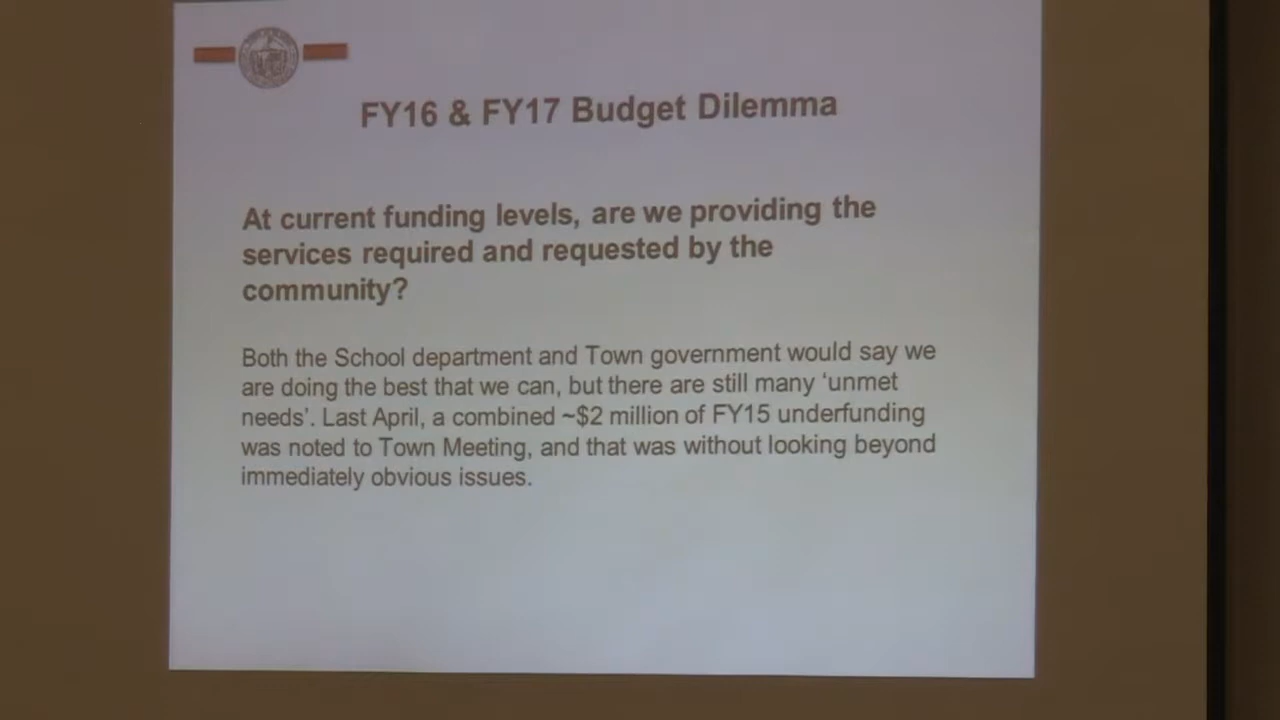 FY16 & FY17 Budget Dilemma
At current funding levels, are we providing the
services required and requested by the
community?
Both the School department and Town government would say we
are doing the best that we can, but there are still many ‘unmet
needs’. Last April, a combined ~$2 million of FY15 underfunding
was noted to Town Meeting, and that was without looking beyond
immediately obvious issues.